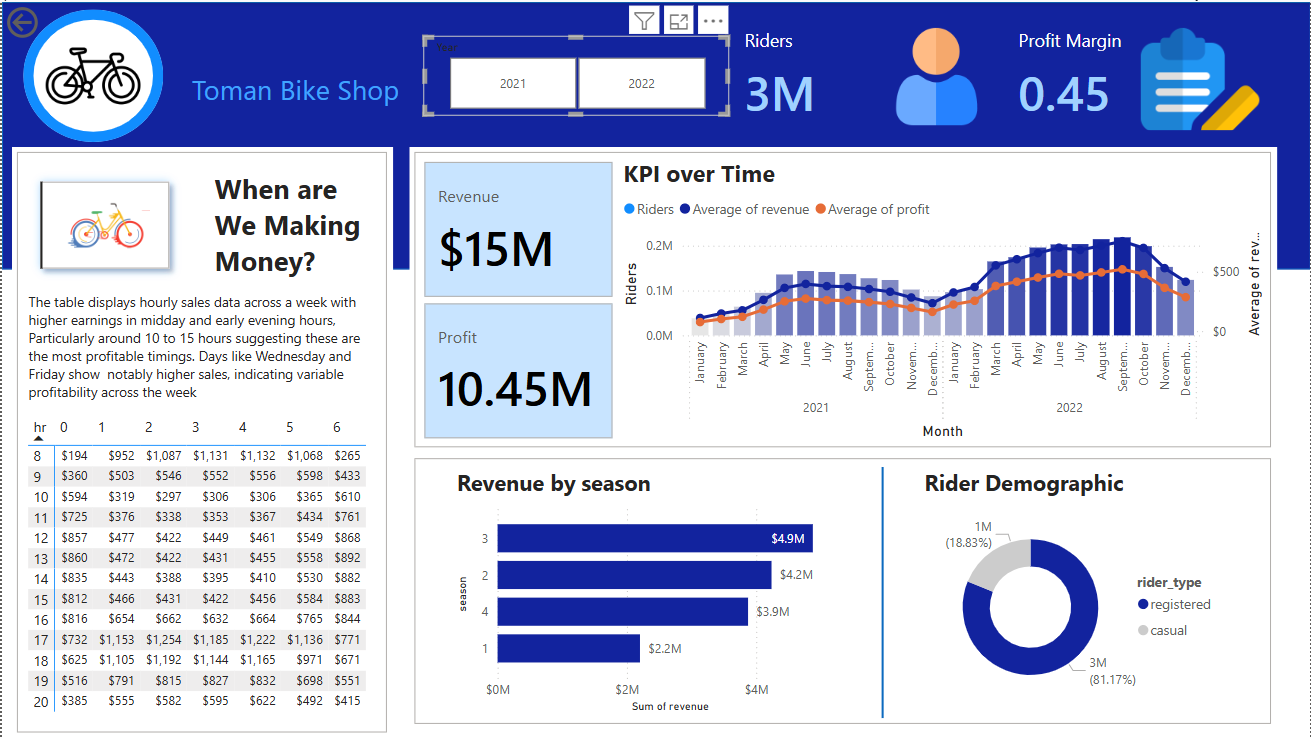 Year
2021
2022
Toman Bike Shop
Riders
3M
Profit Margin
0.45
When are
We Making
Money?
The table displays hourly sales data across a week with
higher earnings in midday and early evening hours,
Particularly around 10 to 15 hours suggesting these are
the most profitable timings. Days like Wednesday and
Friday show  notably higher sales, indicating variable
profitability across the week
hr 0 1 2 3 4 5 6
8 $194 $952 $1,087 $1,131 $1,132 $1,068 $265
9 $360 $503 $546 $552 $556 $598 $433
10 $594 $319 $297 $306 $306 $365 $610
11 $725 $376 $338 $353 $367 $434 $761
12 $857 $477 $422 $449 $461 $549 $868
13 $860 $472 $422 $431 $455 $558 $892
14 $835 $443 $388 $395 $410 $530 $882
15 $812 $466 $431 $422 $456 $584 $883
16 $816 $654 $662 $632 $664 $765 $844
17 $732 $1,153 $1,254 $1,185 $1,222 $1,136 $771
18 $625 $1,105 $1,192 $1,144 $1,165 $971 $671
19 $516 $791 $815 $827 $832 $698 $551
20 $385 $555 $582 $595 $622 $492 $415
Revenue
$15M
Profit
10.45M
KPI over Time
Riders Average of revenue Average of profit
Riders
0.2M
0.1M
0.0M
Average of rev...
$500
$0
January
February
March
April
May
June
July
August
Septem...
October
Novem...
Decemb...
January
February
March
April
May
June
July
August
Septem...
October
Novem...
Decemb...
2021
2022
Month
Revenue by season
season
3 $4.9M
2 $4.2M
4 $3.9M
1 $2.2M
$0M $2M $4M
Sum of revenue
Rider Demographic
1M
(18.83%)
3M
(81.17%)
rider_type
registered
casual